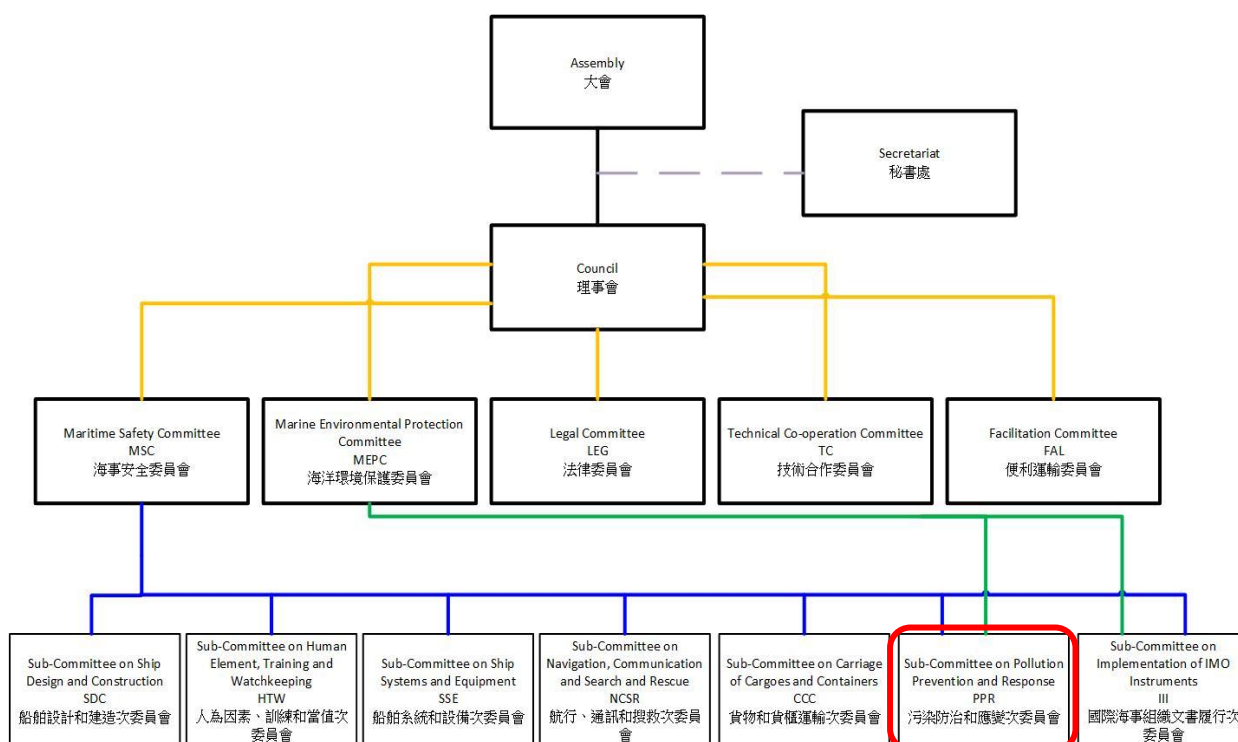 Assembly
大會
Secretariat
秘書處
Council
理事會
Maritime Safety Committee
MSC
海事安全委員會
Marine Environmental Protection
Committee
MEPC
海洋環境保護委員會
Legal Committee
LEG
法律委員會
Technical Co-operation Committee
TC
技術合作委員會
Facilitation Committee
FAL
便利運輸委員會
Sub-Committee on Ship
Design and Construction
SDC
船舶設計和建造次委員會
Sub-Committee on Human
Element, Training and
Watchkeeping
HTW
人為因素、訓練和當值次
委員會
Sub-Committee on Ship
Systems and Equipment
SSE
船舶系統和設備次委員會
Sub-Committee on
Navigation, Communication
and Search and Rescue
NCSR
航行、通訊和搜救次委員
會
Sub-Committee on Carriage
of Cargoes and Containers
CCC
貨物和貨櫃運輸次委員會
Sub-Committee on Pollution
Prevention and Response
PPR
污染防治和應變次委員會
Sub-Committee on
Implementation of IMO
Instruments
III
國際海事組織文書履行次
委員會